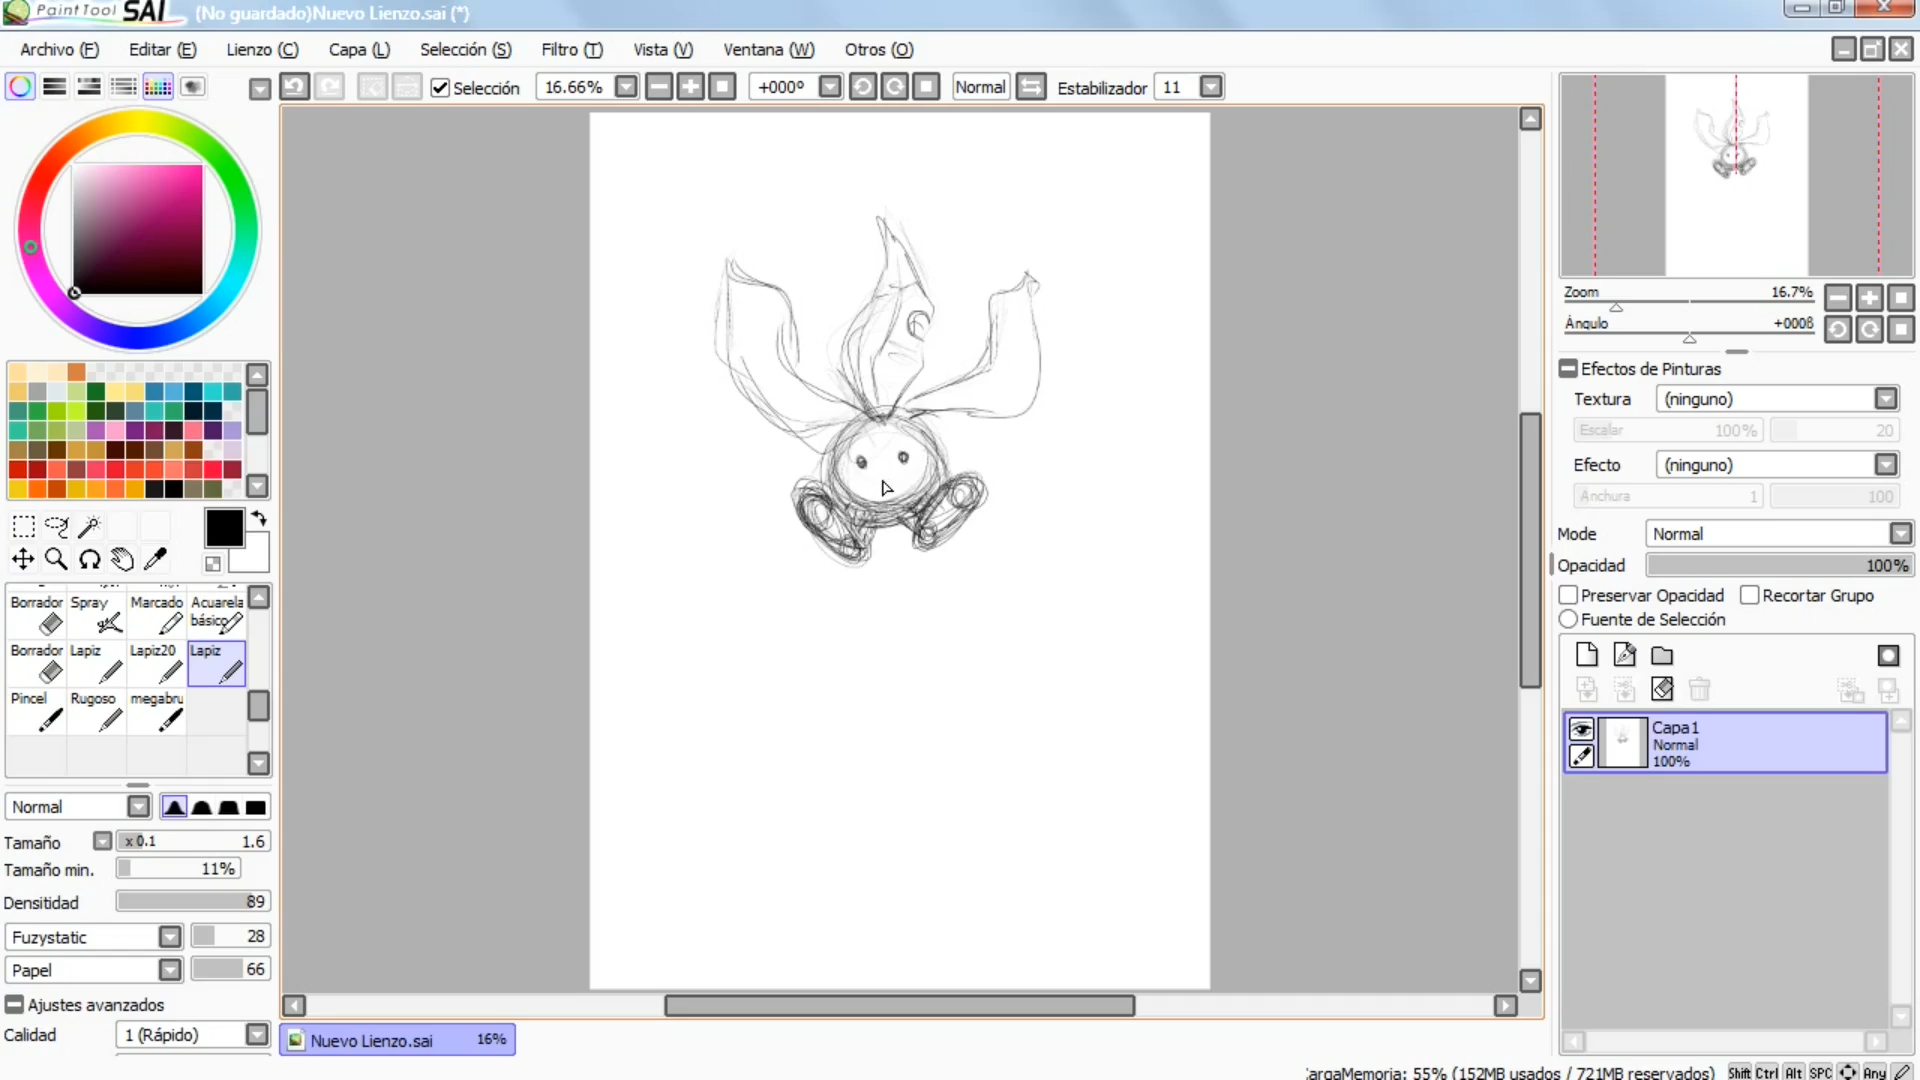 PaintTool SAI (No guardado)Nuevo Lienzo.sai (*)
Archivo (F) Editar (E) Lienzo (C) Capa (L) Selección (S) Filtro (T) Vista (V) Ventana (W) Otros (O)
Selección 16.66% +000º Normal Estabilizador 11
Zoom 16.7%
Ángulo +000ß
Efectos de Pinturas
Textura (ninguno)
Escalar 100% 20
Efecto (ninguno)
Anchura 1 100
Mode Normal
Opacidad 100%
Preservar Opacidad Recortar Grupo
Fuente de Selección
Capa1
Normal
100%
Borrador Spray Marcado Acuarela
básico
Borrador Lapiz Lapiz20 Lapiz
Pincel Rugoso megabru
Normal
Tamaño x 0.1 1.6
Tamaño min. 11%
Densitidad 89
Fuzystatic 28
Papel 66
Ajustes avanzados
Calidad 1 (Rápido)
Nuevo Lienzo.sai 16%
argaMemoria: 55% (152MB usados / 721MB reservados) Shift Ctrl Alt SPC Any